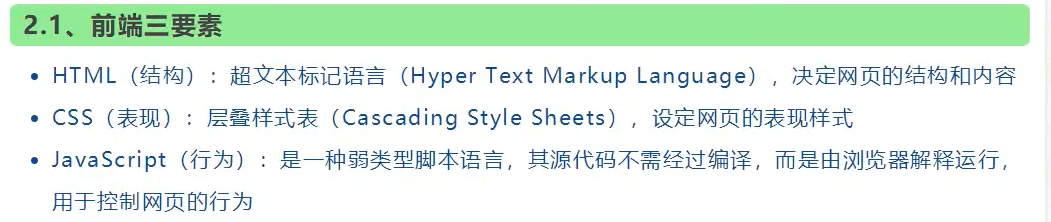 2.1、前端三要素
• HTML（结构）：超文本标记语言（Hyper Text Markup Language），决定网页的结构和内容
• CSS（表现）：层叠样式表（Cascading Style Sheets），设定网页的表现样式
• JavaScript（行为）：是一种弱类型脚本语言，其源代码不需经过编译，而是由浏览器解释运行，
用于控制网页的行为